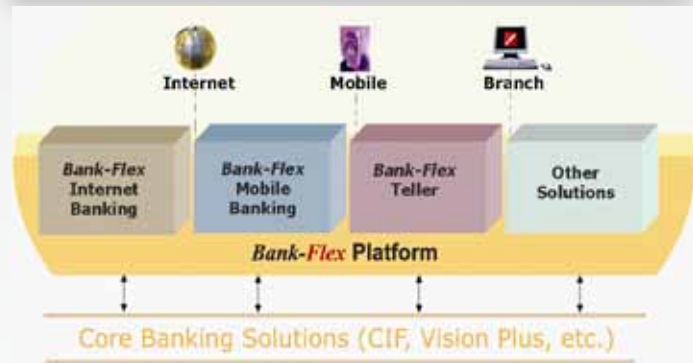 Internet
Mobile
Branch
Bank-Flex
Internet
Banking
Bank-Flex
Mobile
Banking
Bank-Flex
Teller
Other
Solutions
Bank-Flex Platform
Core Banking Solutions (CIF, Vision Plus, etc.)